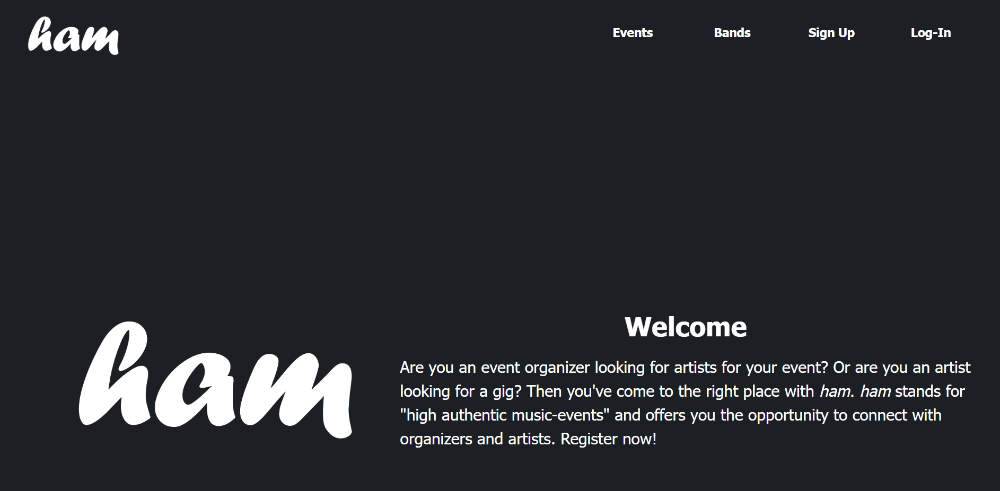 ham
Events Bands Sign Up Log-In
ham
Welcome
Are you an event organizer looking for artists for your event? Or are you an artist
looking for a gig? Then you've come to the right place with ham. ham stands for
"high authentic music-events" and offers you the opportunity to connect with
organizers and artists. Register now!